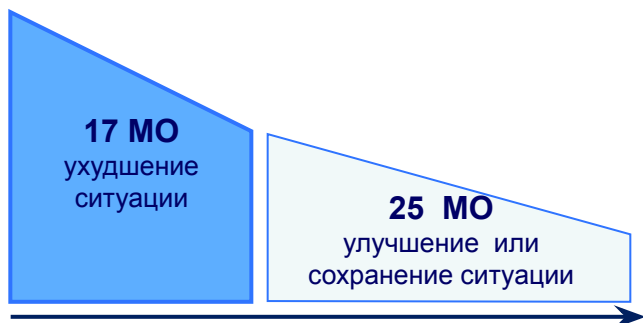 17 МО
ухудшение
ситуации
25 МО
улучшение или
сохранение ситуации